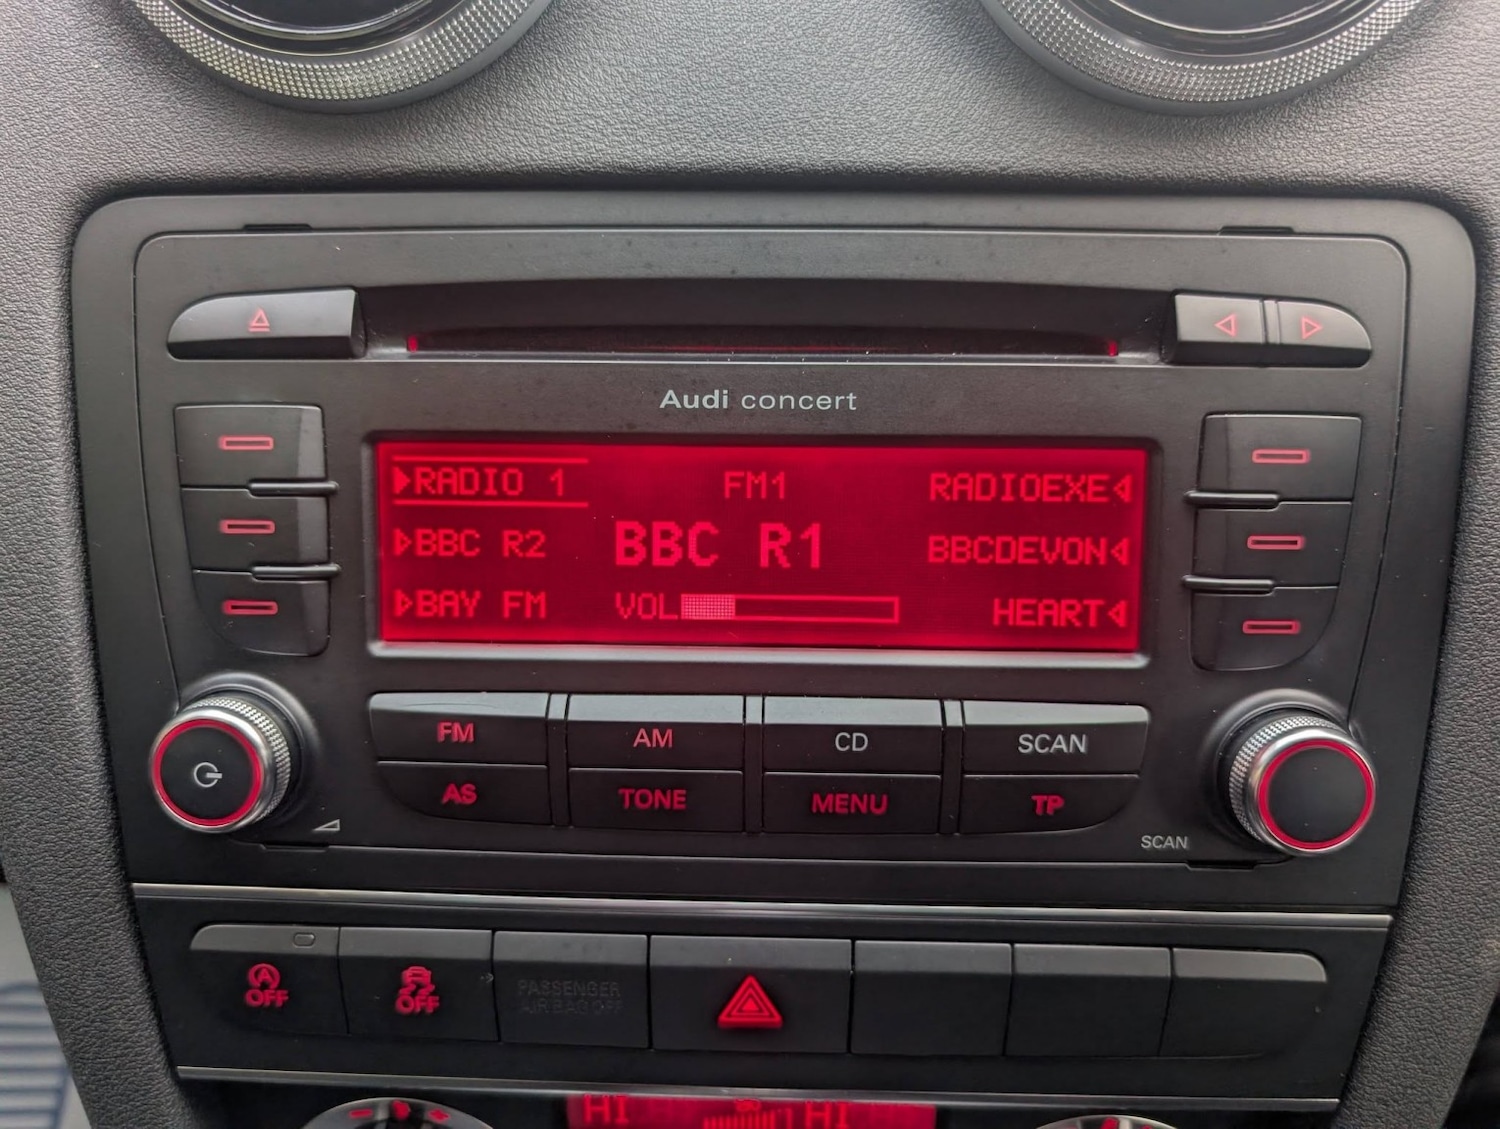 Audi concert
RADIO 1 FM1 RADIOEXE
BBC R2 BBC R1 BBCDEVON
BAY FM VOL HEART
FM AM CD SCAN
AS TONE MENU TP
SCAN
A OFF OFF PASSENGER
AIR BAG OFF
HI HI